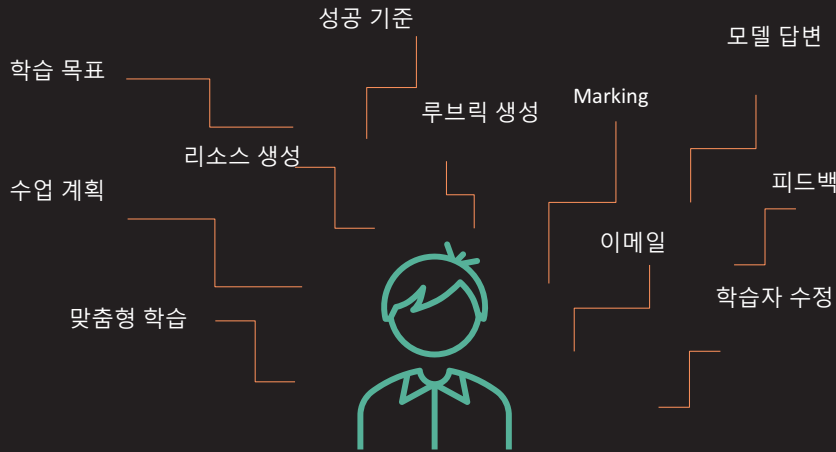 성공 기준
모델 답변
학습 목표
Marking
루브릭 생성
리소스 생성
수업 계획
피드백
이메일
학습자 수정
맞춤형 학습